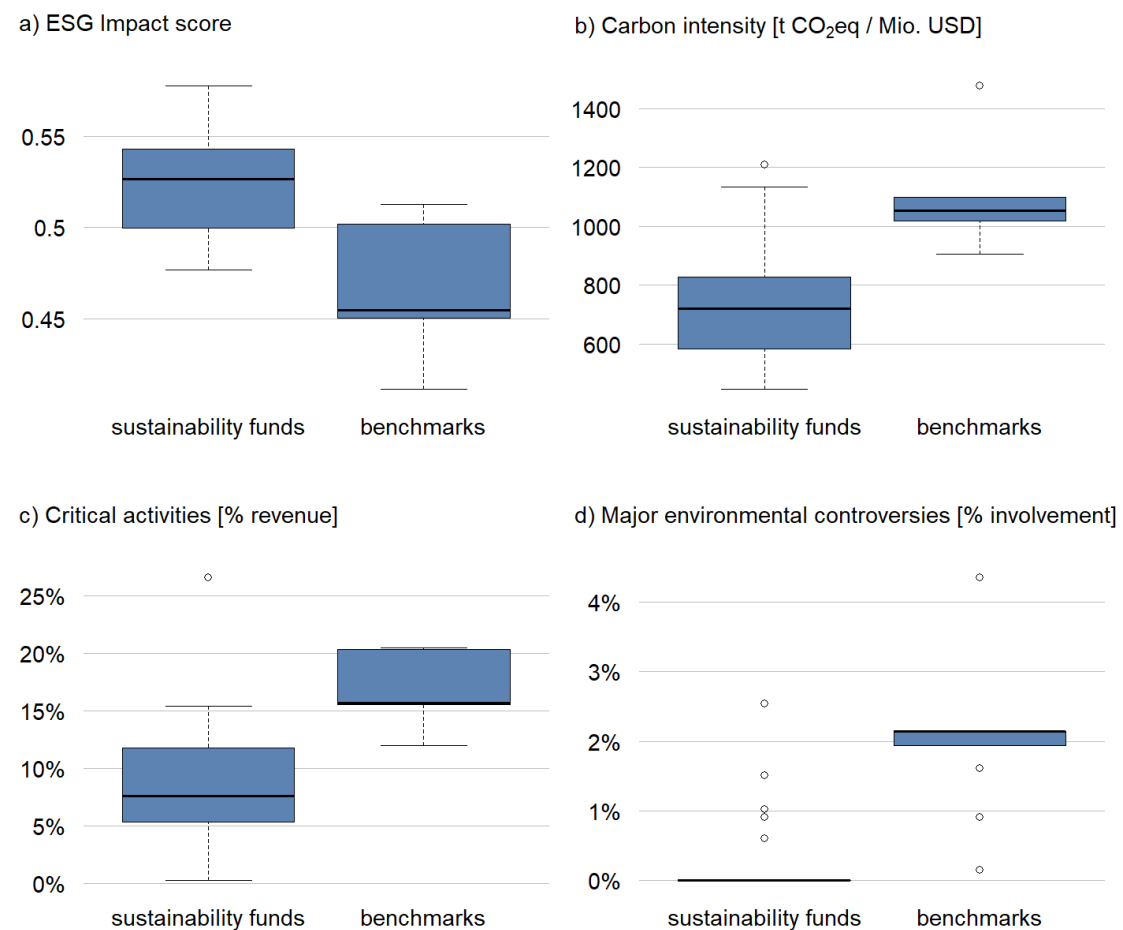 a) ESG Impact score
0.55
0.5
0.45
sustainability funds benchmarks
b) Carbon intensity [t CO₂eq / Mio. USD]
1400
1200
1000
800
600
sustainability funds benchmarks
c) Critical activities [% revenue]
25%
20%
15%
10%
5%
0%
sustainability funds benchmarks
d) Major environmental controversies [% involvement]
4%
3%
2%
1%
0%
sustainability funds benchmarks